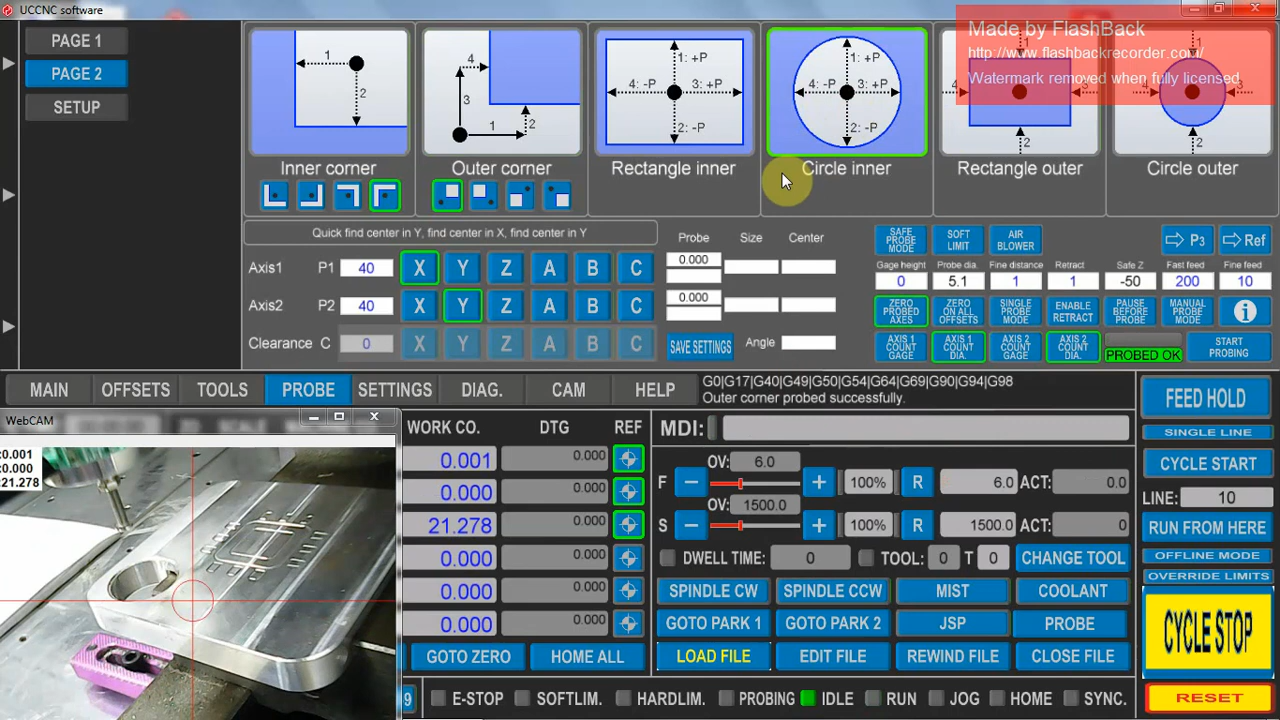 UCCNC software
Made by FlashBack
http://www.flashbackrecorder.com/
Watermark removed when fully licensed
PAGE 1
PAGE 2
SETUP
1
2
Inner corner
4
3
2
1
Outer corner
1: +P
4: -P
3: +P
2: -P
Rectangle inner
1: +P
4: -P
3: +P
2: -P
Circle inner
1
4
3
2
Rectangle outer
1
4
3
2
Circle outer
Quick find center in Y, find center in X, find center in Y
Probe Size Center
Axis1 P1 40 X Y Z A B C 0.000
Axis2 P2 40 X Y Z A B C 0.000
Clearance C 0 X Y Z A B C
SAVE SETTINGS
Angle
SAFE PROBE MODE
SOFT LIMIT
AIR BLOWER
P3
Ref
Gage height Probe dia. Fine distance Retract Safe Z Fast feed Fine feed
0 5.1 1 1 -50 200 10
ZERO PROBED AXES
ZERO ON ALL OFFSETS
SINGLE PROBE MODE
ENABLE RETRACT
PAUSE BEFORE PROBE
MANUAL PROBE MODE
i
AXIS 1 COUNT GAGE
AXIS 1 COUNT DIA.
AXIS 2 COUNT GAGE
AXIS 2 COUNT DIA.
PROBED OK
START PROBING
MAIN OFFSETS TOOLS PROBE SETTINGS DIAG. CAM HELP
G0|G17|G40|G49|G50|G54|G64|G69|G90|G94|G98
Outer corner probed successfully.
WebCAM
:0.001
:0.000
:21.278
WORK CO. DTG REF
0.001 0.000
0.000 0.000
21.278 0.000
0.000 0.000
0.000 0.000
0.000 0.000
GOTO ZERO HOME ALL
MDI:
OV: 6.0
F − + 100% R 6.0 ACT: 0.0
OV: 1500.0
S − + 100% R 1500.0 ACT: 0
DWELL TIME: 0 TOOL: 0 T 0 CHANGE TOOL
SPINDLE CW SPINDLE CCW MIST COOLANT
GOTO PARK 1 GOTO PARK 2 JSP PROBE
LOAD FILE EDIT FILE REWIND FILE CLOSE FILE
FEED HOLD
SINGLE LINE
CYCLE START
LINE: 10
RUN FROM HERE
OFFLINE MODE
OVERRIDE LIMITS
CYCLE STOP
RESET
9 E-STOP SOFTLIM. HARDLIM. PROBING IDLE RUN JOG HOME SYNC.